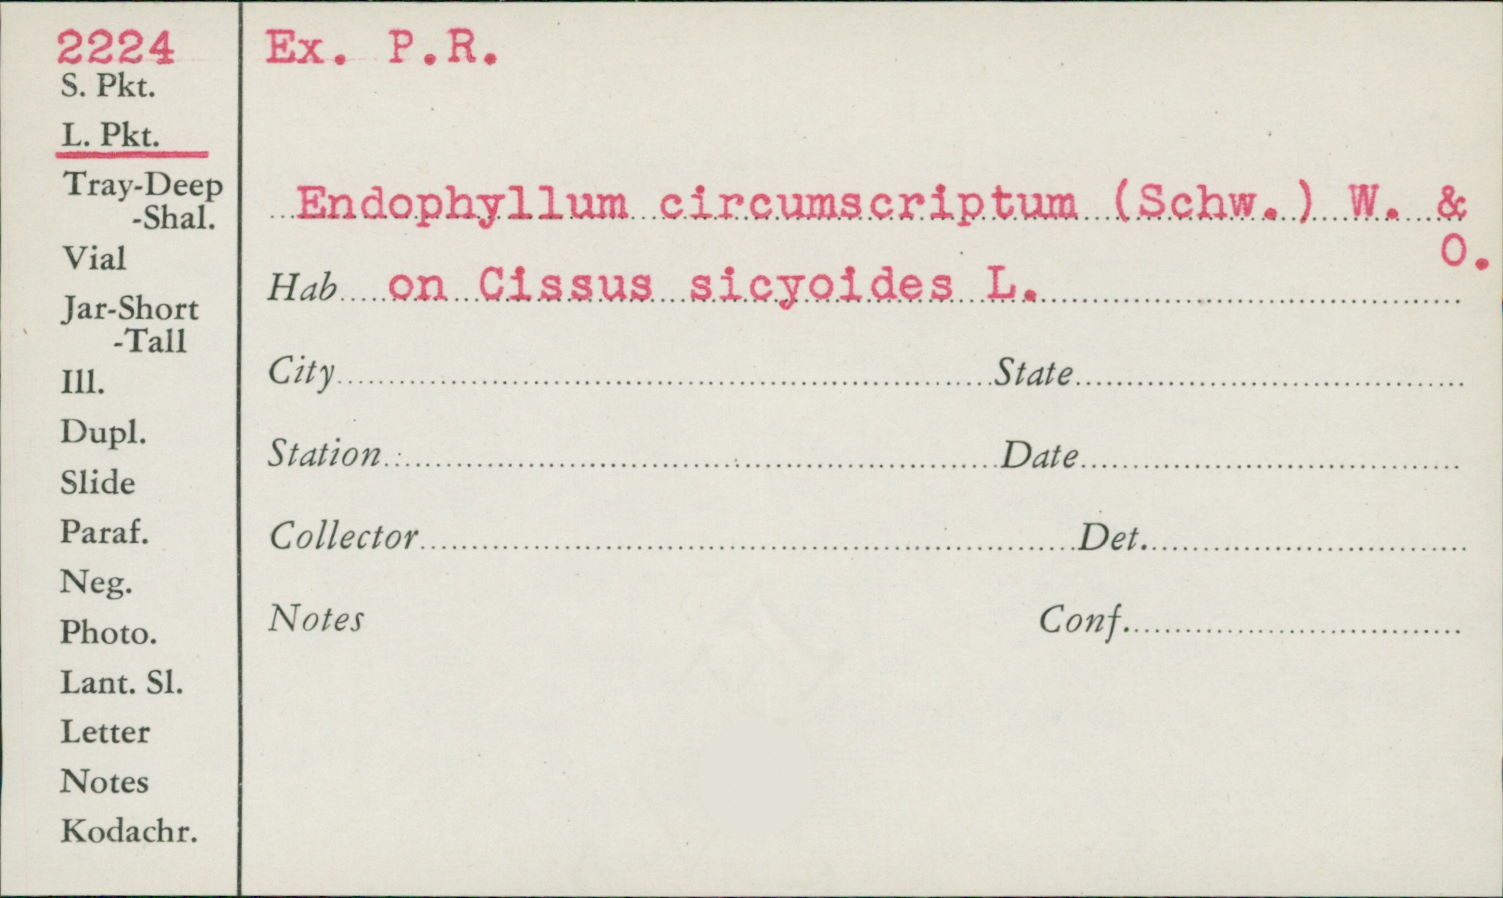 2224
S. Pkt.
L. Pkt.
Tray-Deep
-Shal.
Vial
Jar-Short
-Tall
Ill.
Dupl.
Slide
Paraf.
Neg.
Photo.
Lant. Sl.
Letter
Notes
Kodachr.
Ex. P.R.
Endophyllum circumscriptum (Schw.) W. &
O.
Hab on Cissus sicyoides L.
City State
Station Date
Collector Det.
Notes Conf.